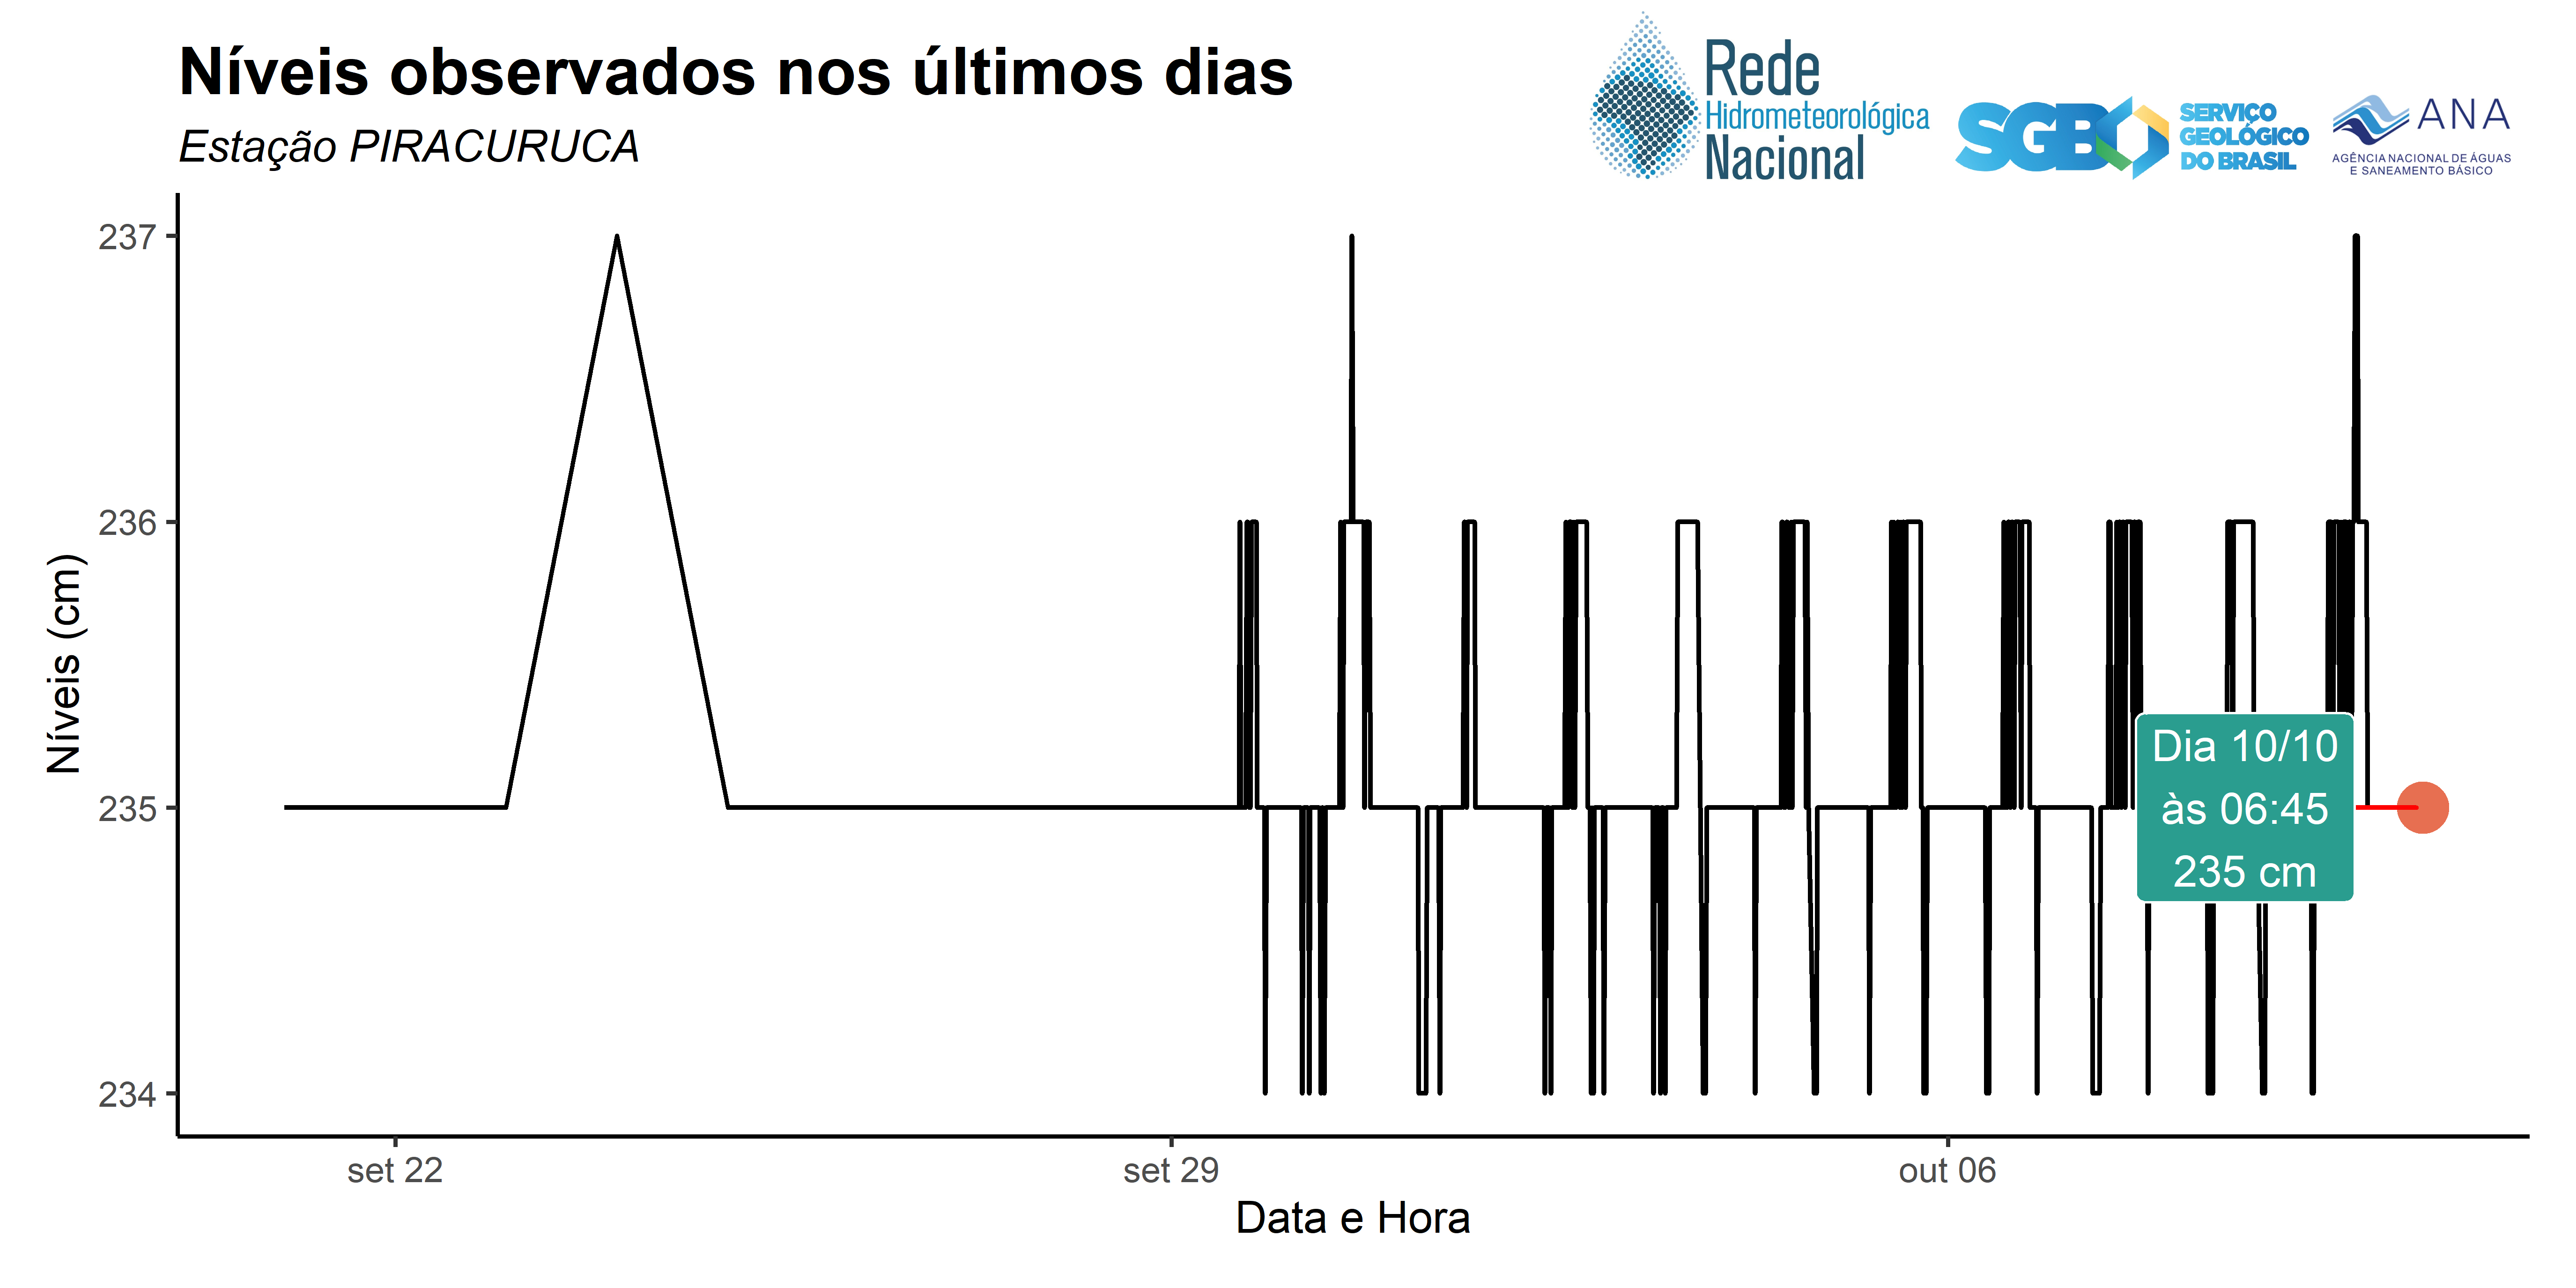 Níveis observados nos últimos dias
Estação PIRACURUCA
Rede
Hidrometeorológica
Nacional
SGB
SERVIÇO
GEOLÓGICO
DO BRASIL
ANA
AGÊNCIA NACIONAL DE ÁGUAS
E SANEAMENTO BÁSICO
Níveis (cm)
237
236
235
234
Dia 10/10
às 06:45
235 cm
set 22
set 29
out 06
Data e Hora